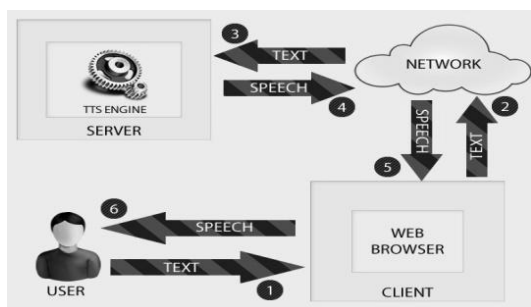 3
TEXT
NETWORK
SPEECH
4
TTS ENGINE
SERVER
2
SPEECH
TEXT
5
6
SPEECH
WEB
BROWSER
TEXT
1
USER
CLIENT